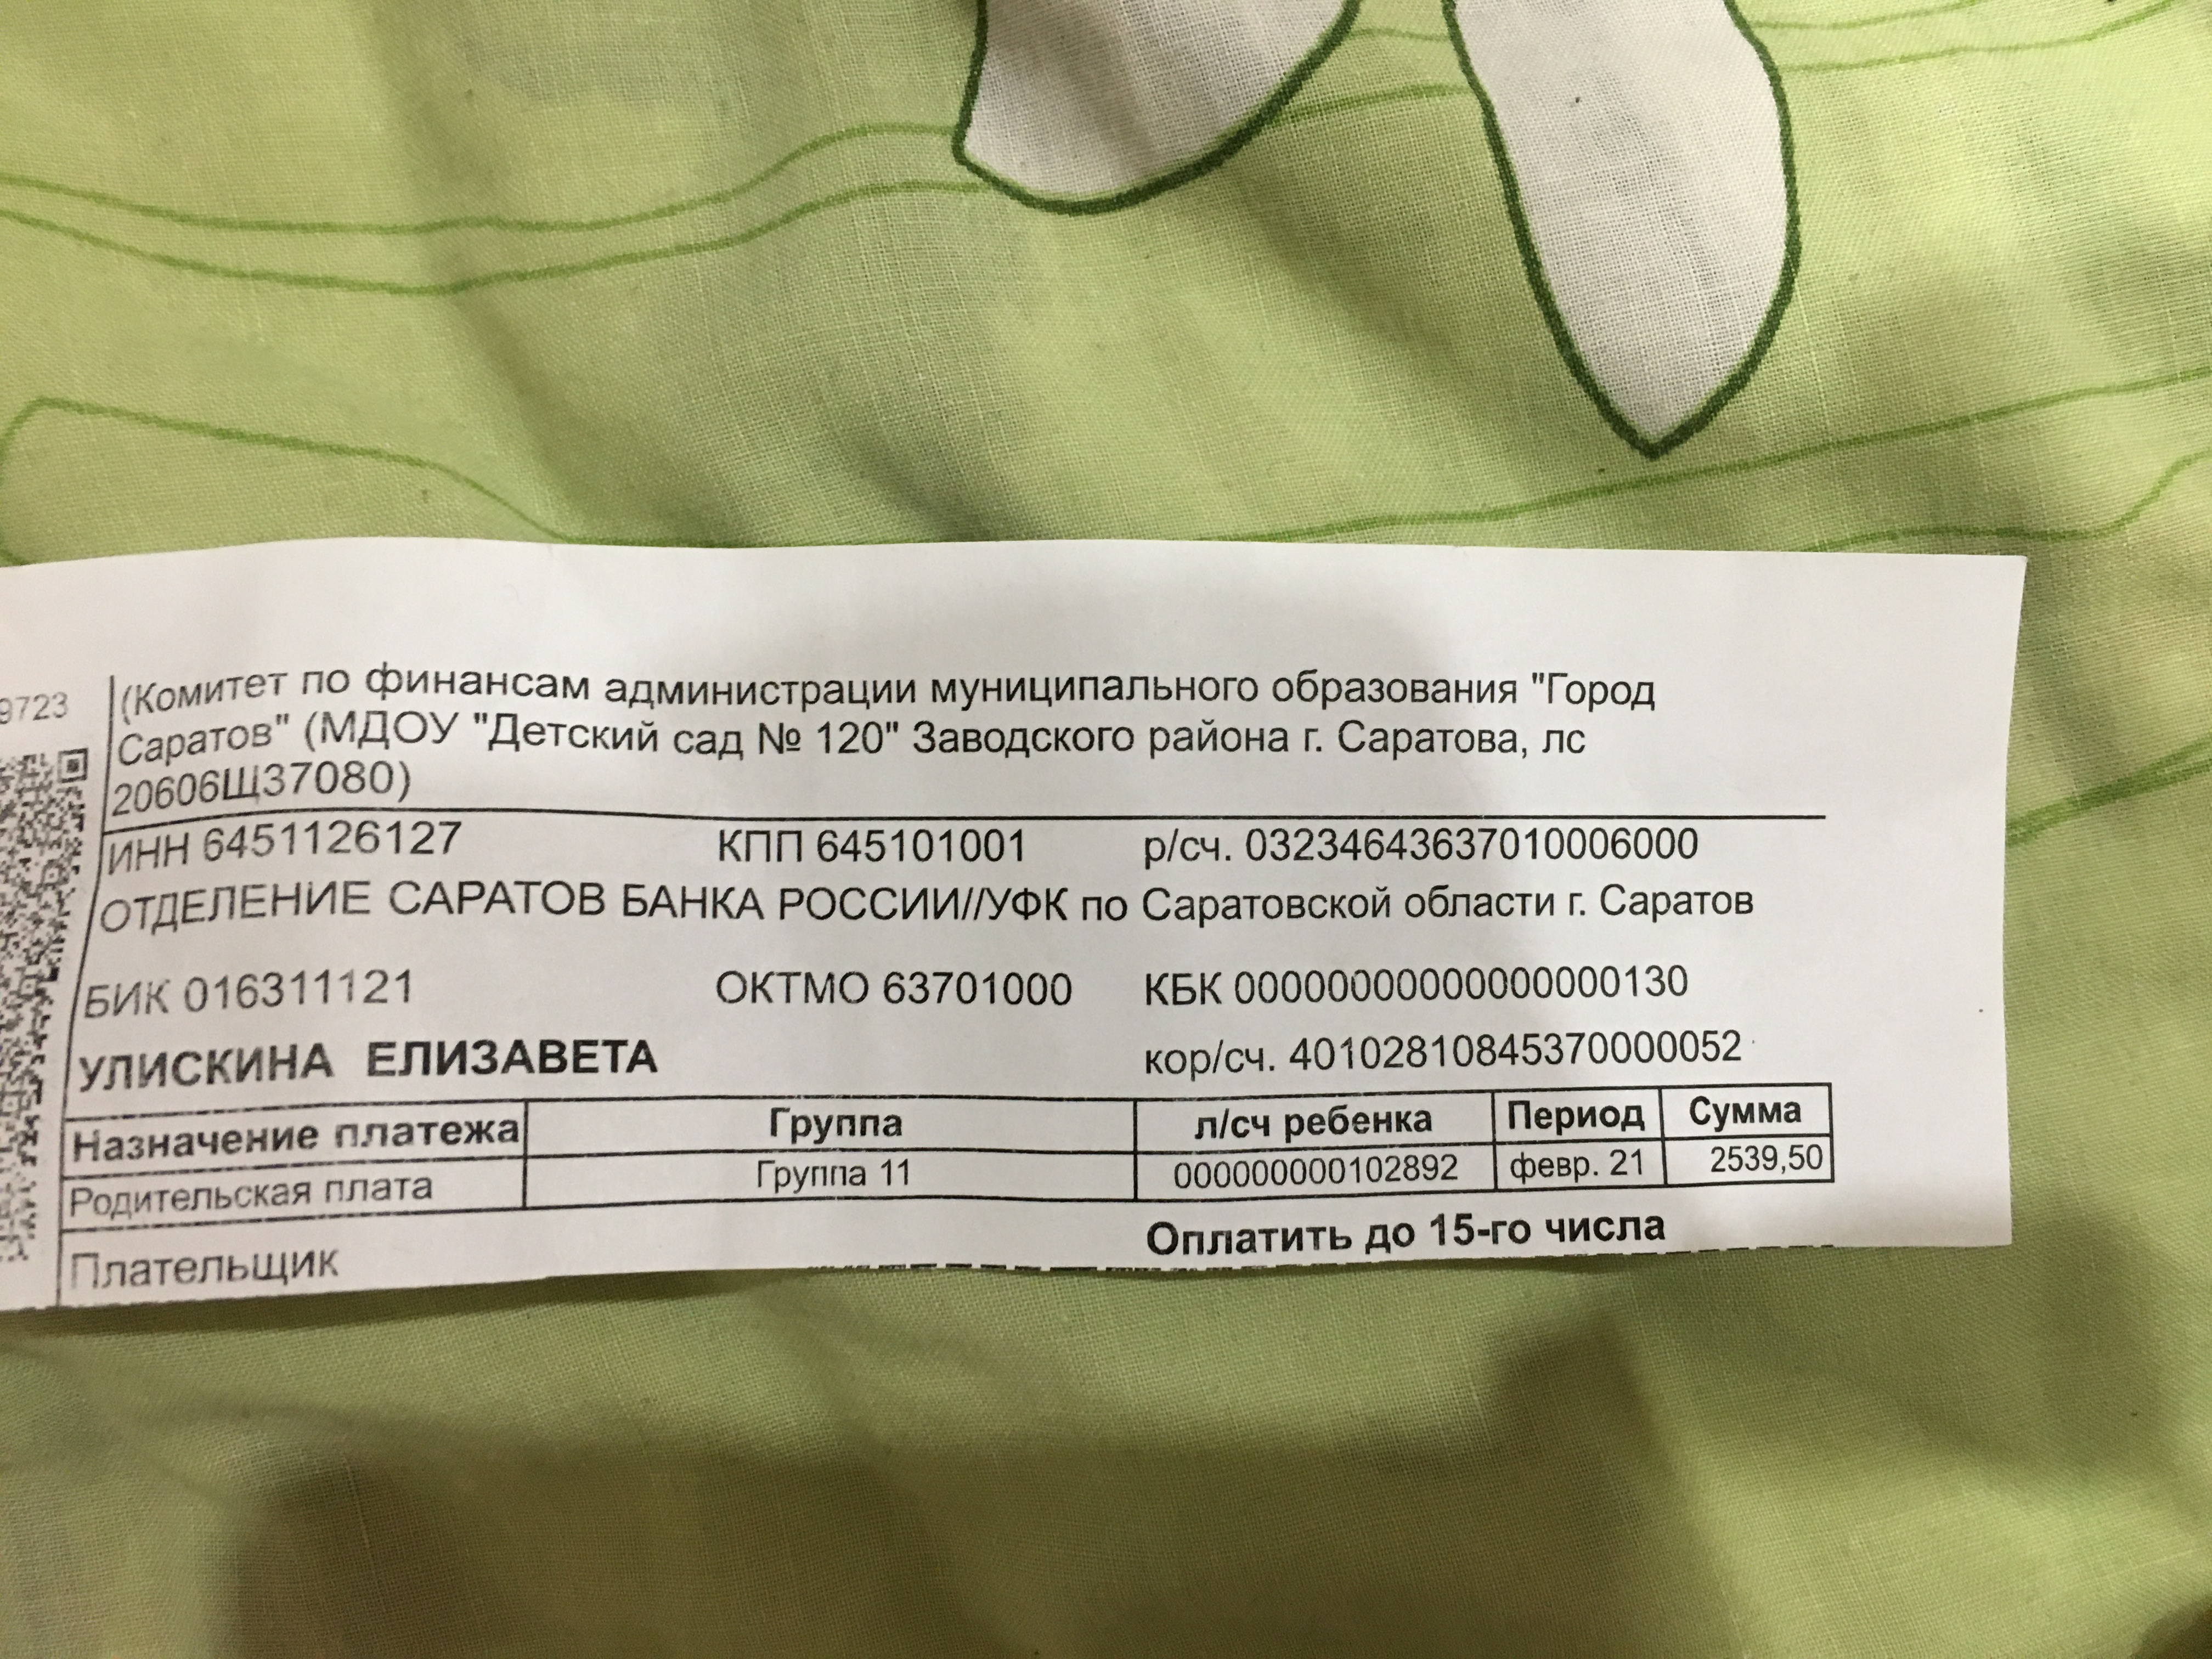 9723
(Комитет по финансам администрации муниципального образования "Город
Саратов" (МДОУ "Детский сад № 120" Заводского района г. Саратова, лс
20606Щ37080)
ИНН 6451126127 КПП 645101001 р/сч. 03234643637010006000
ОТДЕЛЕНИЕ САРАТОВ БАНКА РОССИИ//УФК по Саратовской области г. Саратов
БИК 016311121 ОКТМО 63701000 КБК 00000000000000000130
УЛИСКИНА ЕЛИЗАВЕТА кор/сч. 40102810845370000052
Назначение платежа Группа л/сч ребенка Период Сумма
Родительская плата Группа 11 000000000102892 февр. 21 2539,50
Плательщик Оплатить до 15-го числа